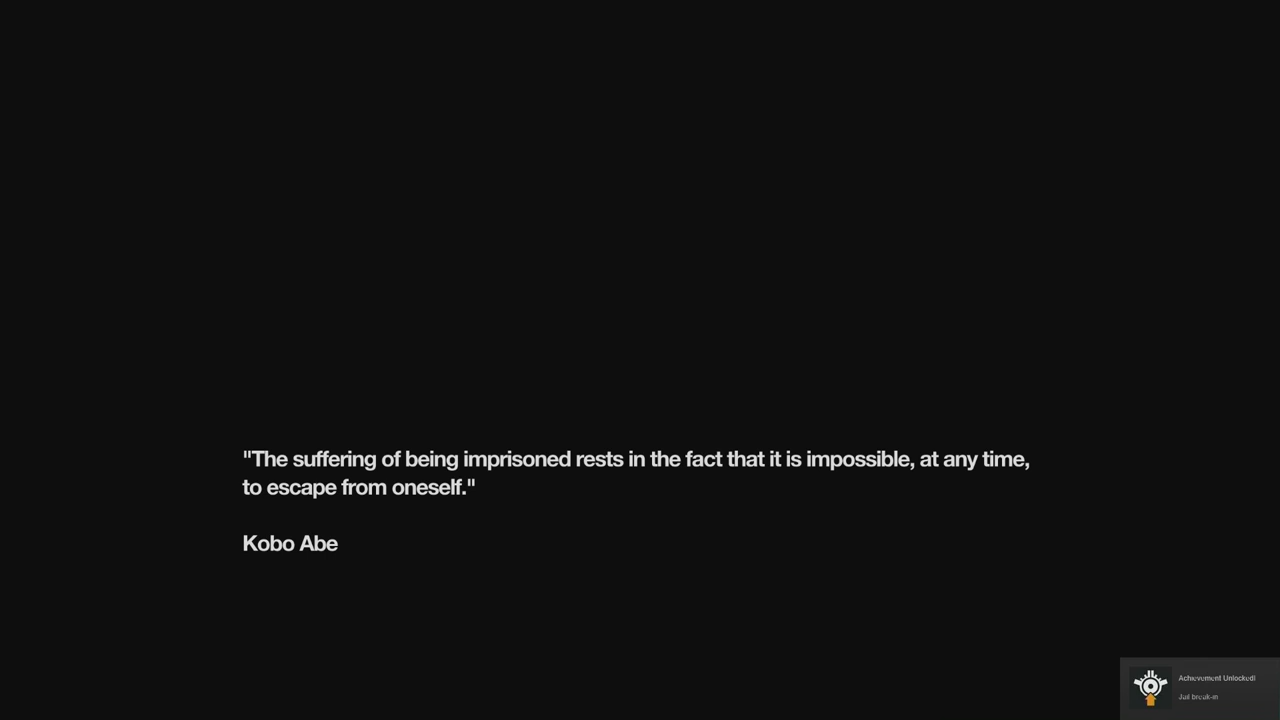 "The suffering of being imprisoned rests in the fact that it is impossible, at any time,
to escape from oneself."
Kobo Abe
Achievement Unlocked!
Jail break-in